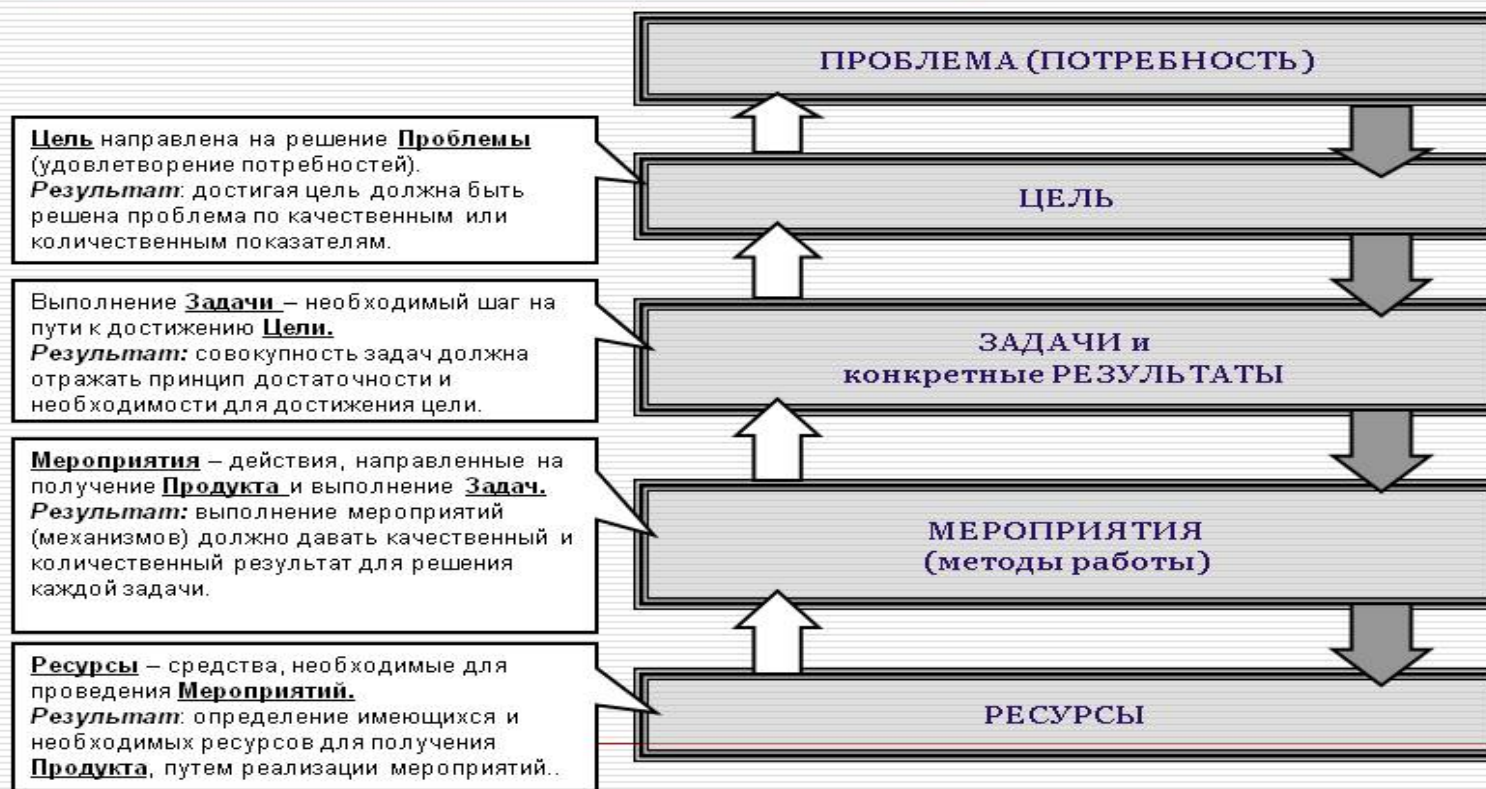 ПРОБЛЕМА (ПОТРЕБНОСТЬ)
Цель направлена на решение Проблемы
(удовлетворение потребностей).
Результат: достигая цель должна быть
решена проблема по качественным или
количественным показателям.
ЦЕЛЬ
Выполнение Задачи – необходимый шаг на
пути к достижению Цели.
Результат: совокупность задач должна
отражать принцип достаточности и
необходимости для достижения цели.
ЗАДАЧИ и
конкретные РЕЗУЛЬТАТЫ
Мероприятия – действия, направленные на
получение Продукта и выполнение Задач.
Результат: выполнение мероприятий
(механизмов) должно давать качественный и
количественный результат для решения
каждой задачи.
МЕРОПРИЯТИЯ
(методы работы)
Ресурсы – средства, необходимые для
проведения Мероприятий.
Результат: определение имеющихся и
необходимых ресурсов для получения
Продукта, путем реализации мероприятий..
РЕСУРСЫ